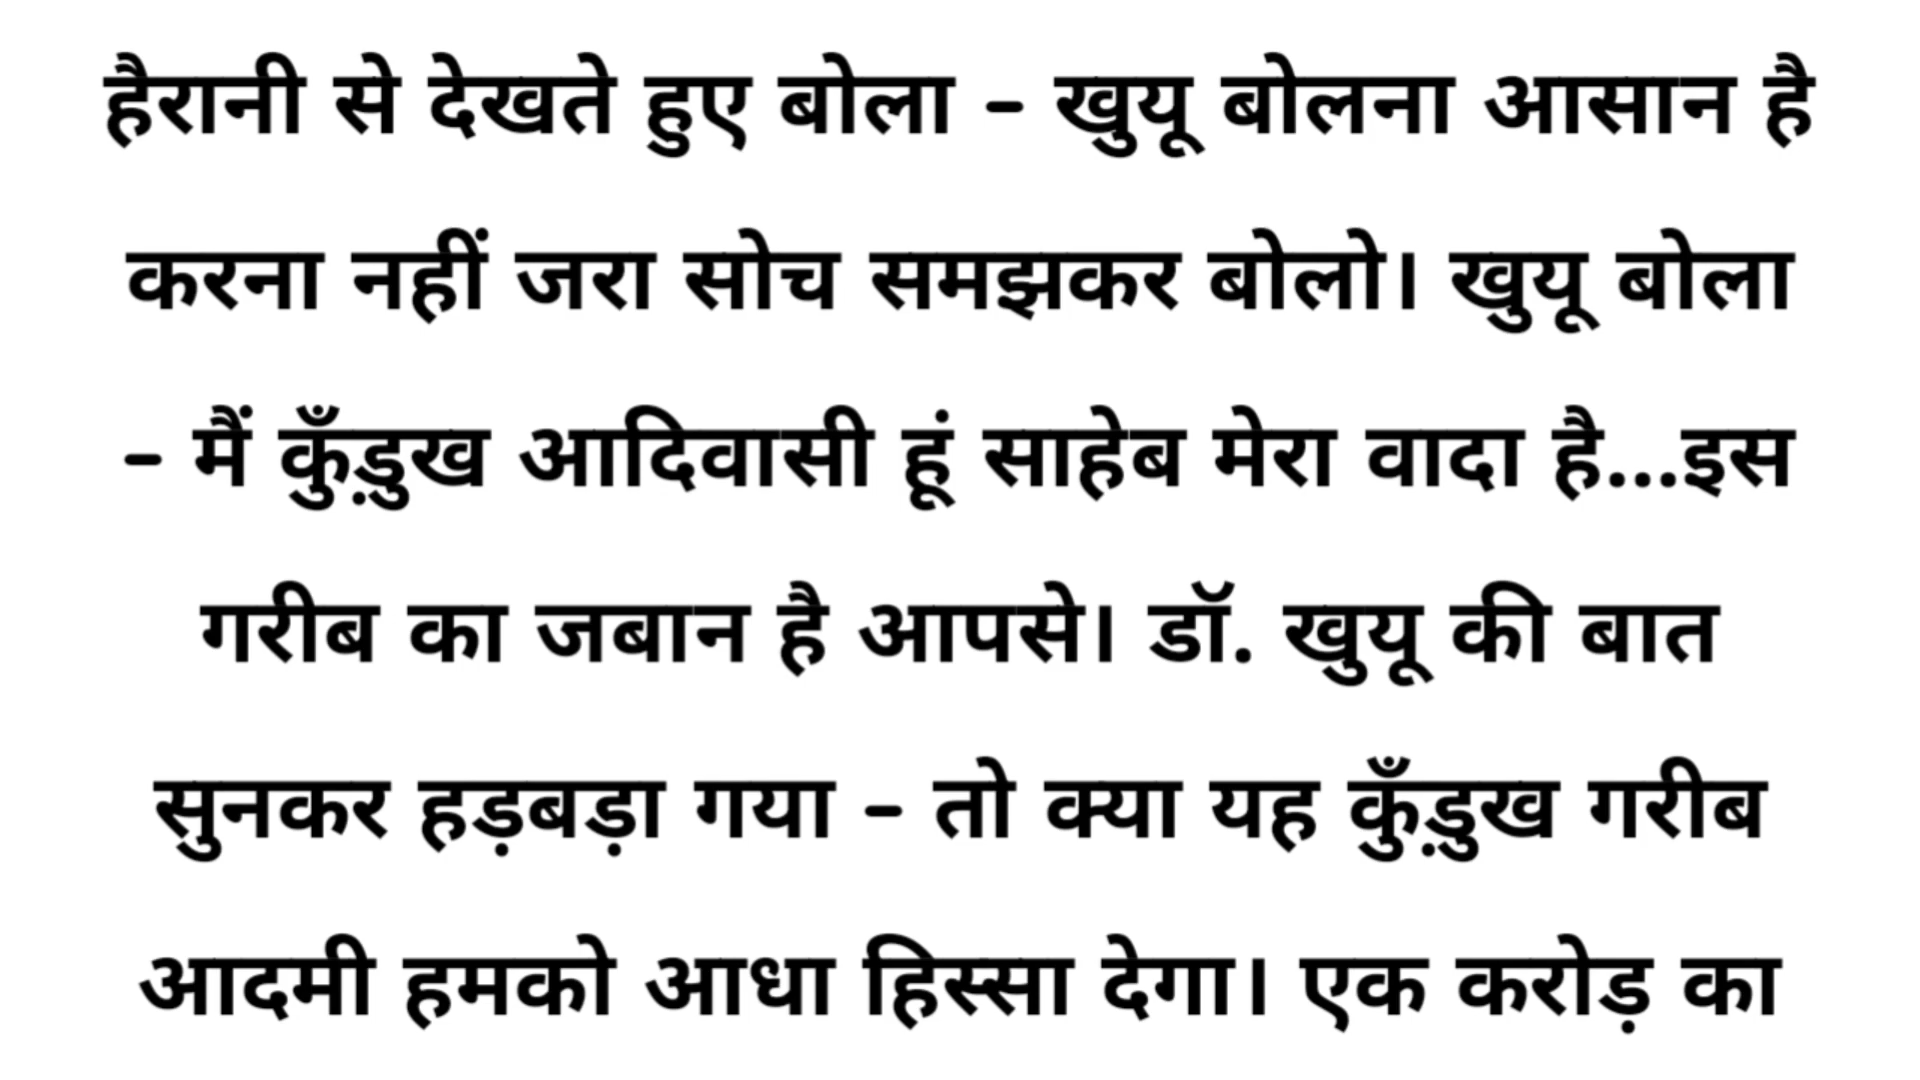 हैरानी से देखते हुए बोला - खुयू बोलना आसान है
करना नहीं जरा सोच समझकर बोलो। खुयू बोला
- मैं कुँड़ुख आदिवासी हूं साहेब मेरा वादा है...इस
गरीब का जबान है आपसे। डॉ. खुयू की बात
सुनकर हड़बड़ा गया - तो क्या यह कुँड़ुख गरीब
आदमी हमको आधा हिस्सा देगा। एक करोड़ का